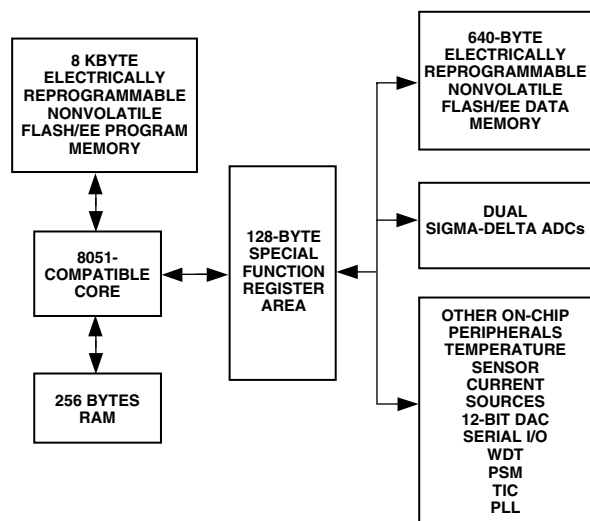 8 KBYTE
ELECTRICALLY
REPROGRAMMABLE
NONVOLATILE
FLASH/EE PROGRAM
MEMORY
8051-
COMPATIBLE
CORE
256 BYTES
RAM
128-BYTE
SPECIAL
FUNCTION
REGISTER
AREA
640-BYTE
ELECTRICALLY
REPROGRAMMABLE
NONVOLATILE
FLASH/EE DATA
MEMORY
DUAL
SIGMA-DELTA ADCs
OTHER ON-CHIP
PERIPHERALS
TEMPERATURE
SENSOR
CURRENT
SOURCES
12-BIT DAC
SERIAL I/O
WDT
PSM
TIC
PLL